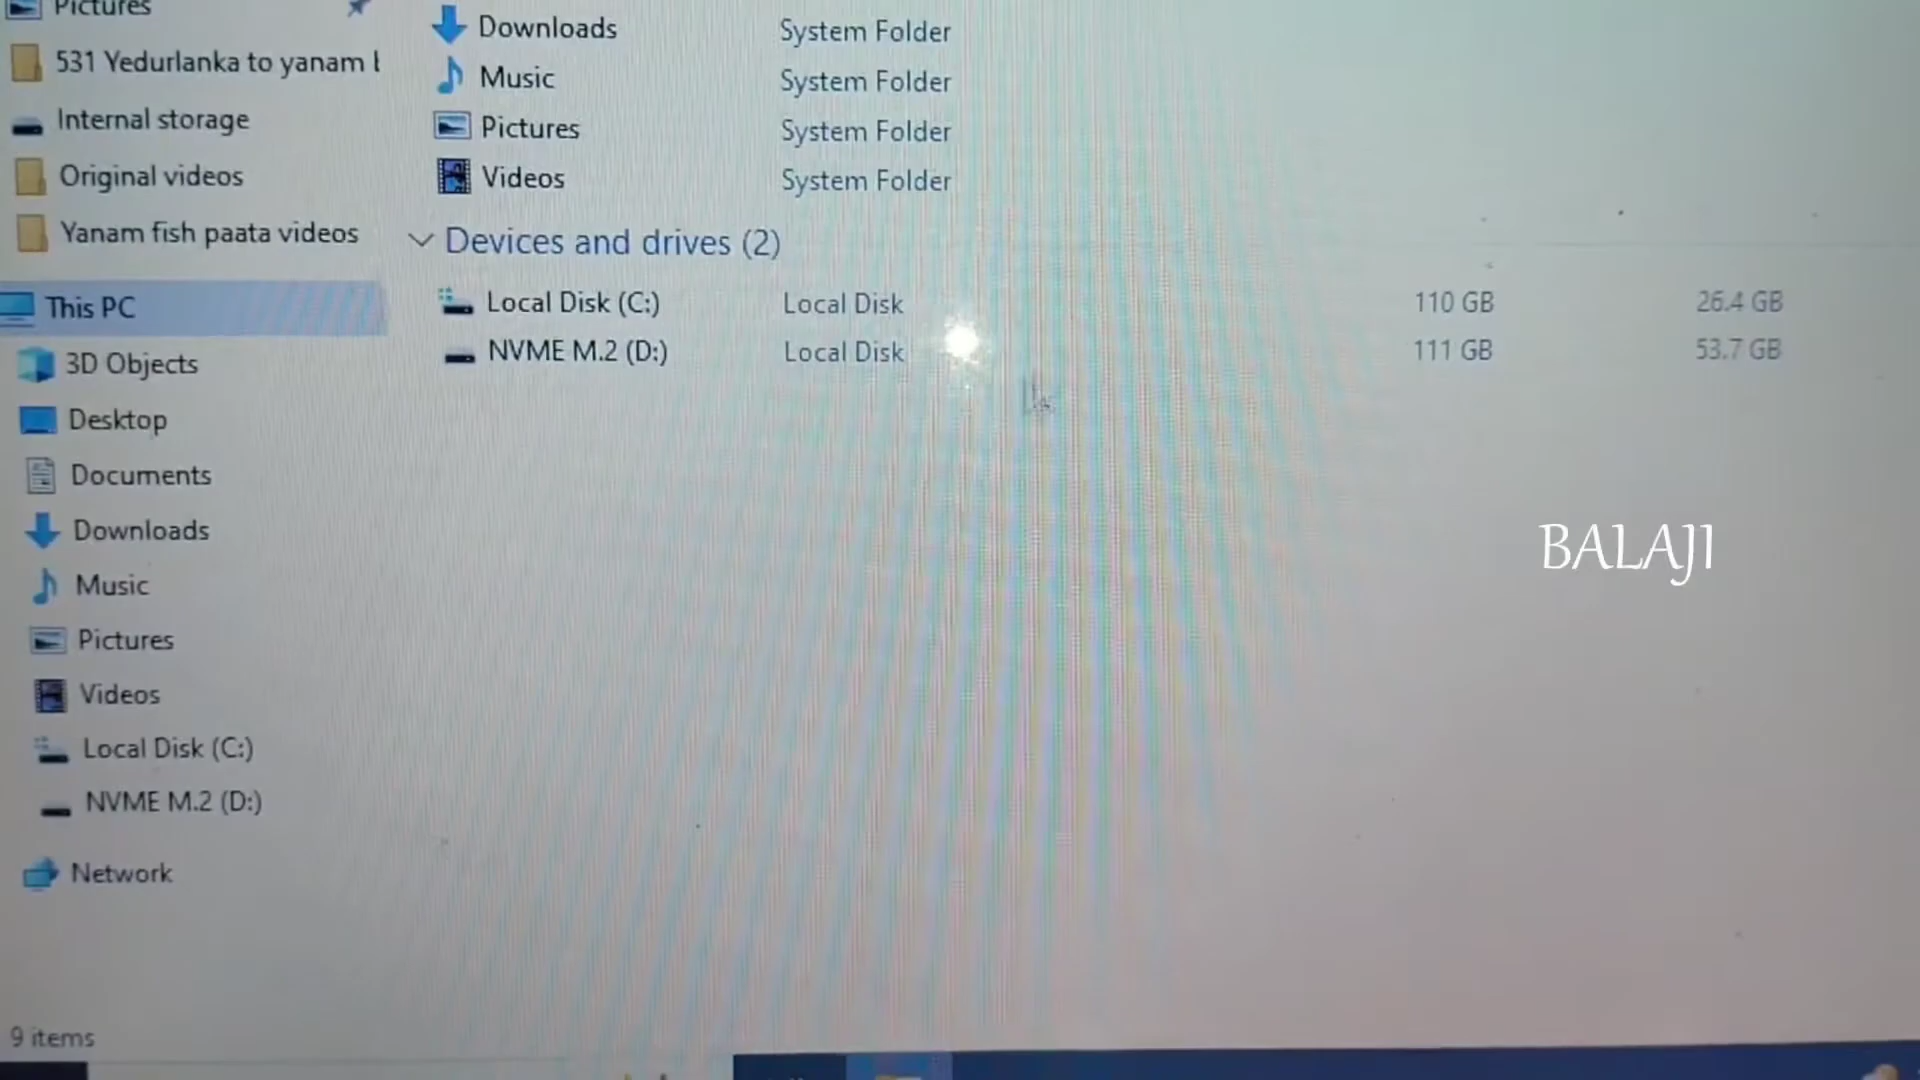 Pictures
531 Yedurlanka to yanam
Internal storage
Original videos
Yanam fish paata videos
This PC
3D Objects
Desktop
Documents
Downloads
Music
Pictures
Videos
Local Disk (C:)
NVME M.2 (D:)
Network
9 items
Downloads System Folder
Music System Folder
Pictures System Folder
Videos System Folder
Devices and drives (2)
Local Disk (C:) Local Disk 110 GB 26.4 GB
NVME M.2 (D:) Local Disk 111 GB 53.7 GB
BALAJI